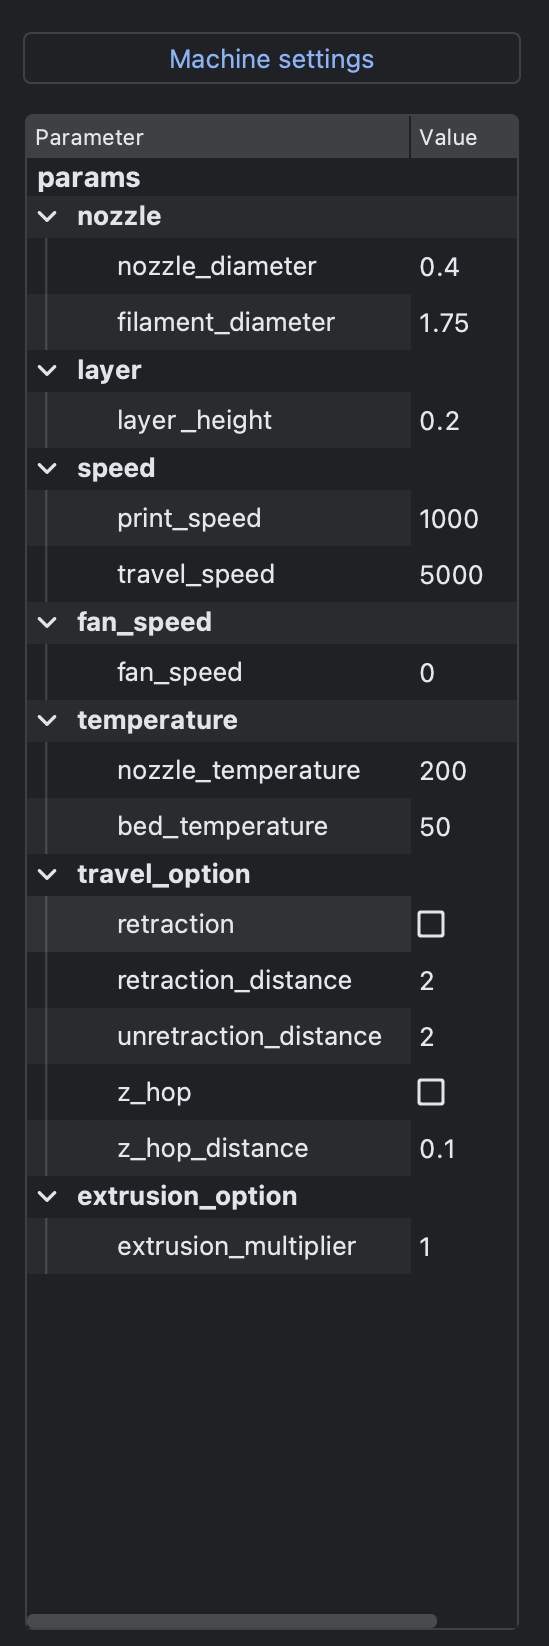 Machine settings
Parameter Value
params
nozzle
nozzle_diameter 0.4
filament_diameter 1.75
layer
layer_height 0.2
speed
print_speed 1000
travel_speed 5000
fan_speed
fan_speed 0
temperature
nozzle_temperature 200
bed_temperature 50
travel_option
retraction
retraction_distance 2
unretraction_distance 2
z_hop
z_hop_distance 0.1
extrusion_option
extrusion_multiplier 1